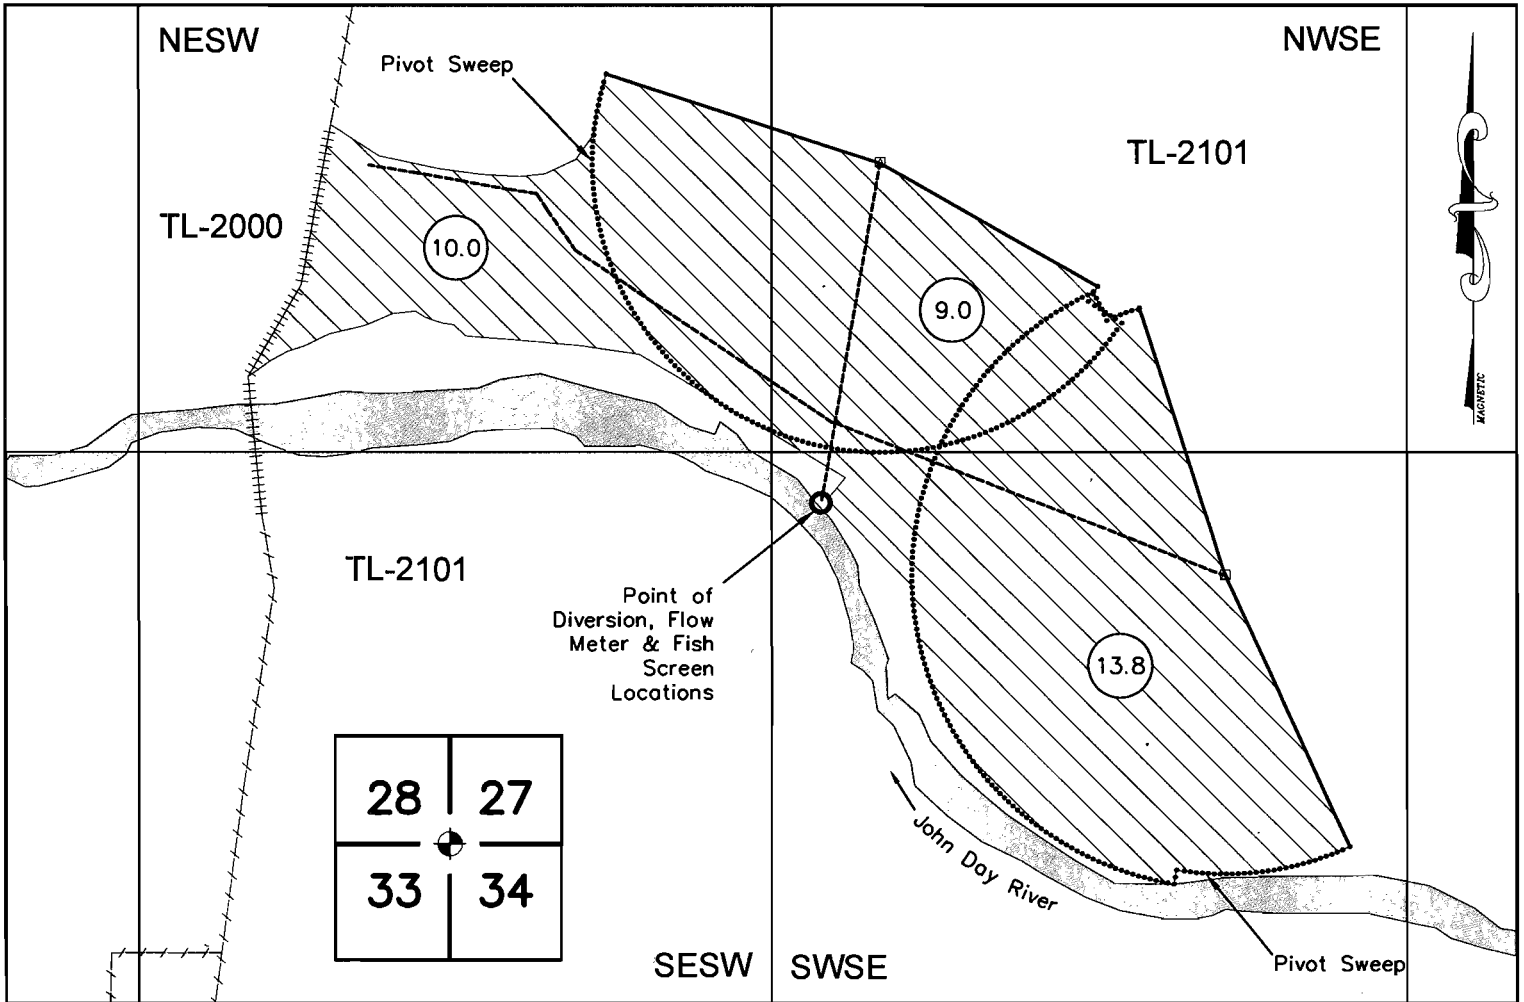 NESW
NWSE
Pivot Sweep
TL-2101
TL-2000
10.0
9.0
MAGNETIC
TL-2101
Point of
Diversion, Flow
Meter & Fish
Screen
Locations
13.8
28 27
33 34
John Day River
SESW
SWSE
Pivot Sweep